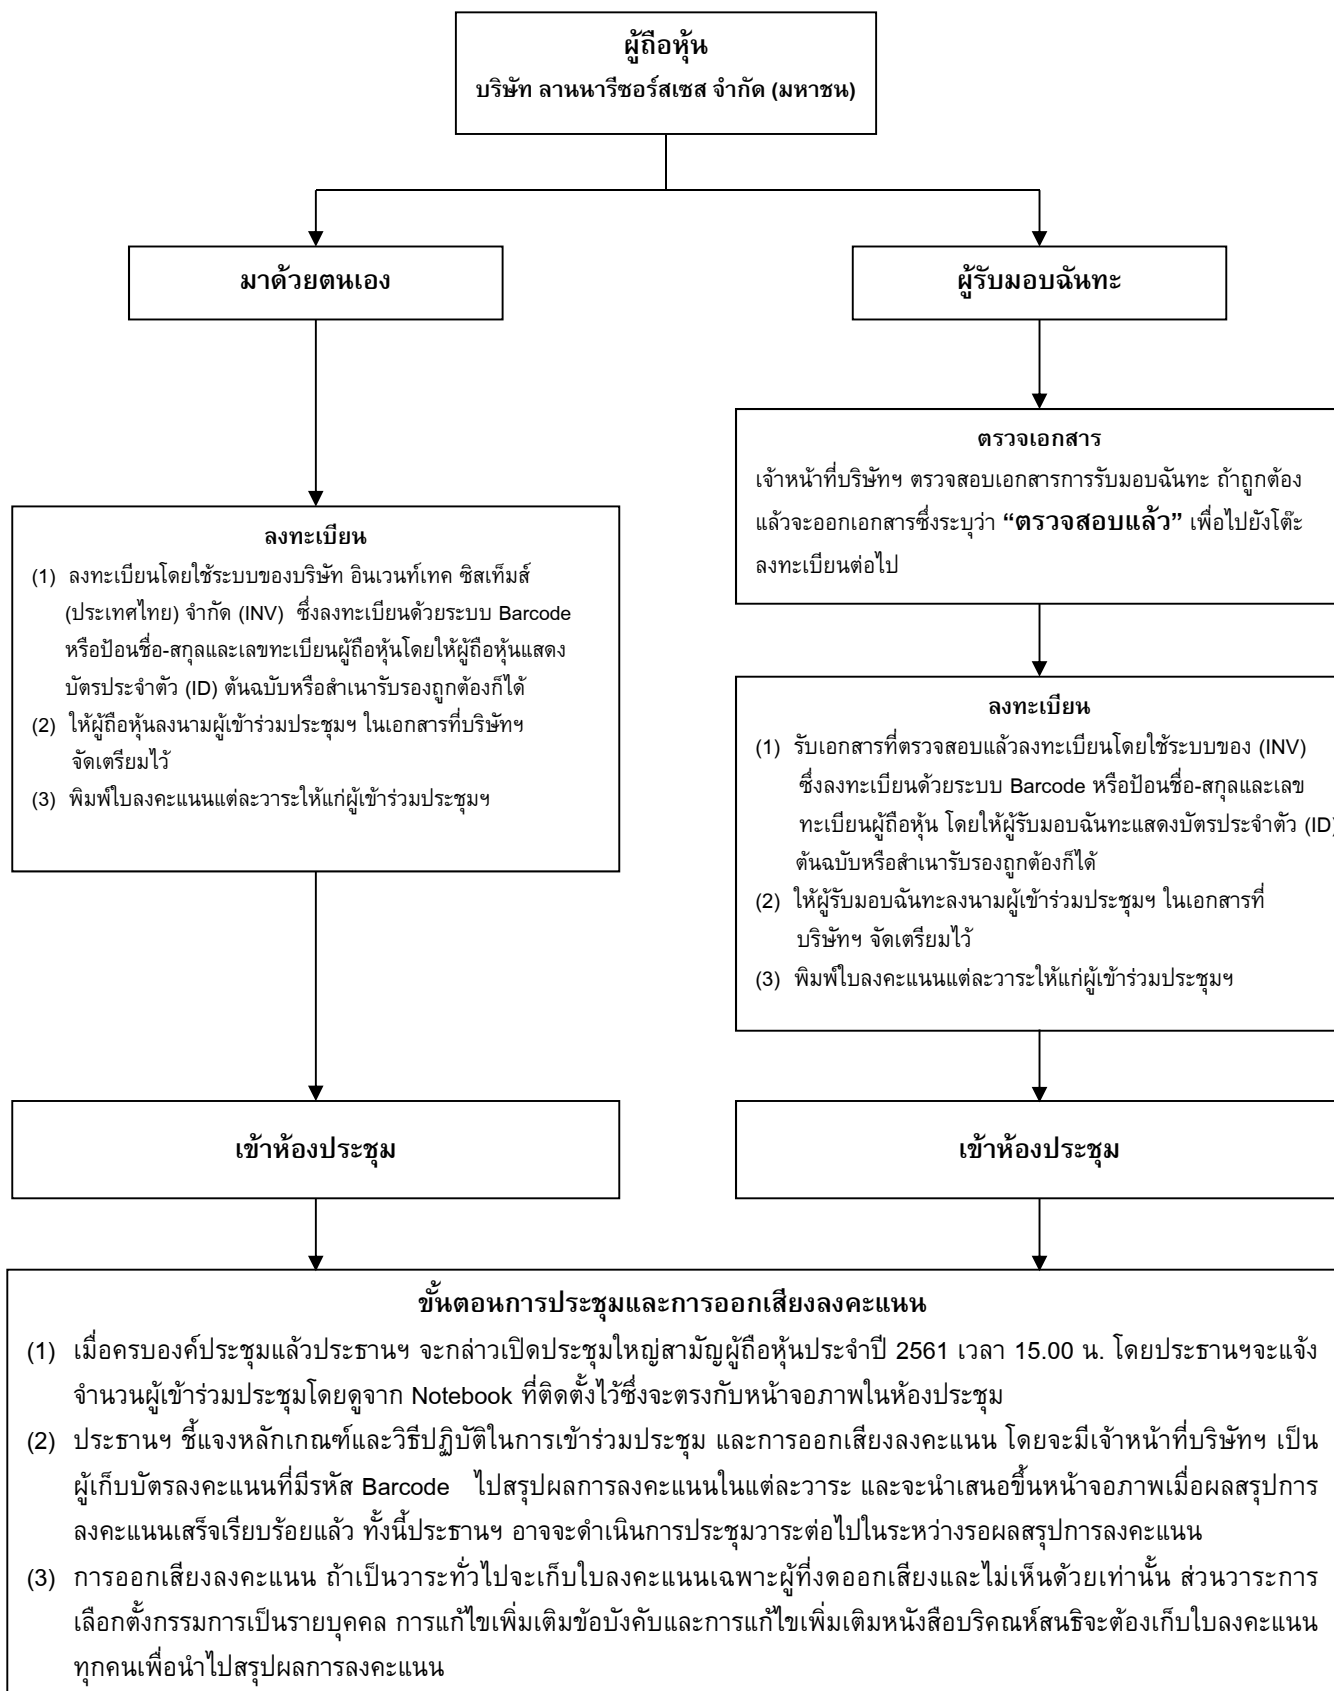 ผู้ถือหุ้น
บริษัท ลานนารีซอร์สเซส จำกัด (มหาชน)
มาด้วยตนเอง
ผู้รับมอบฉันทะ
ตรวจเอกสาร
เจ้าหน้าที่บริษัทฯ ตรวจสอบเอกสารการรับมอบฉันทะ ถ้าถูกต้อง
แล้วจะออกเอกสารซึ่งระบุว่า “ตรวจสอบแล้ว” เพื่อไปยังโต๊ะ
ลงทะเบียนต่อไป
ลงทะเบียน
(1) ลงทะเบียนโดยใช้ระบบของบริษัท อินเวนท์เทค ซิสเท็มส์
(ประเทศไทย) จำกัด (INV) ซึ่งลงทะเบียนด้วยระบบ Barcode
หรือป้อนชื่อ-สกุลและเลขทะเบียนผู้ถือหุ้นโดยให้ผู้ถือหุ้นแสดง
บัตรประจำตัว (ID) ต้นฉบับหรือสำเนารับรองถูกต้องก็ได้
(2) ให้ผู้ถือหุ้นลงนามผู้เข้าร่วมประชุมฯ ในเอกสารที่บริษัทฯ
จัดเตรียมไว้
(3) พิมพ์ใบลงคะแนนแต่ละวาระให้แก่ผู้เข้าร่วมประชุมฯ
ลงทะเบียน
(1) รับเอกสารที่ตรวจสอบแล้วลงทะเบียนโดยใช้ระบบของ (INV)
ซึ่งลงทะเบียนด้วยระบบ Barcode หรือป้อนชื่อ-สกุลและเลข
ทะเบียนผู้ถือหุ้น โดยให้ผู้รับมอบฉันทะแสดงบัตรประจำตัว (ID)
ต้นฉบับหรือสำเนารับรองถูกต้องก็ได้
(2) ให้ผู้รับมอบฉันทะลงนามผู้เข้าร่วมประชุมฯ ในเอกสารที่
บริษัทฯ จัดเตรียมไว้
(3) พิมพ์ใบลงคะแนนแต่ละวาระให้แก่ผู้เข้าร่วมประชุมฯ
เข้าห้องประชุม
เข้าห้องประชุม
ขั้นตอนการประชุมและการออกเสียงลงคะแนน
(1) เมื่อครบองค์ประชุมแล้วประธานฯ จะกล่าวเปิดประชุมใหญ่สามัญผู้ถือหุ้นประจำปี 2561 เวลา 15.00 น. โดยประธานฯจะแจ้ง
จำนวนผู้เข้าร่วมประชุมโดยดูจาก Notebook ที่ติดตั้งไว้ซึ่งจะตรงกับหน้าจอภาพในห้องประชุม
(2) ประธานฯ ชี้แจงหลักเกณฑ์และวิธีปฏิบัติในการเข้าร่วมประชุม และการออกเสียงลงคะแนน โดยจะมีเจ้าหน้าที่บริษัทฯ เป็น
ผู้เก็บบัตรลงคะแนนที่มีรหัส Barcode ไปสรุปผลการลงคะแนนในแต่ละวาระ และจะนำเสนอขึ้นหน้าจอภาพเมื่อผลสรุปการ
ลงคะแนนเสร็จเรียบร้อยแล้ว ทั้งนี้ประธานฯ อาจจะดำเนินการประชุมวาระต่อไปในระหว่างรอผลสรุปการลงคะแนน
(3) การออกเสียงลงคะแนน ถ้าเป็นวาระทั่วไปจะเก็บใบลงคะแนนเฉพาะผู้ที่งดออกเสียงและไม่เห็นด้วยเท่านั้น ส่วนวาระการ
เลือกตั้งกรรมการเป็นรายบุคคล การแก้ไขเพิ่มเติมข้อบังคับและการแก้ไขเพิ่มเติมหนังสือบริคณห์สนธิจะต้องเก็บใบลงคะแนน
ทุกคนเพื่อนำไปสรุปผลการลงคะแนน